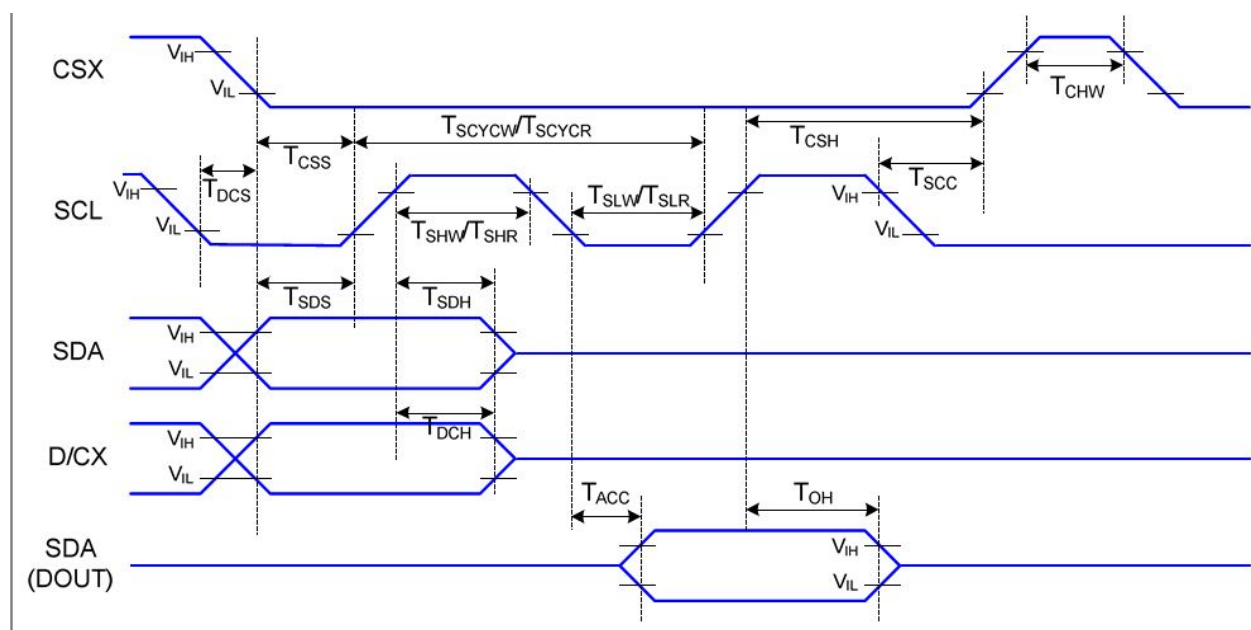 CSX
VIH
VIL
TCHW
TSCYCW/TSCYCR
TCSH
TCSS
TSCC
SCL
VIH
VIL
TDCS
TSHW/TSHR
TSLW/TSLR
VIH
VIL
TSDS
TSDH
SDA
VIH
VIL
D/CX
VIH
VIL
TDCH
TACC
TOH
SDA
(DOUT)
VIH
VIL